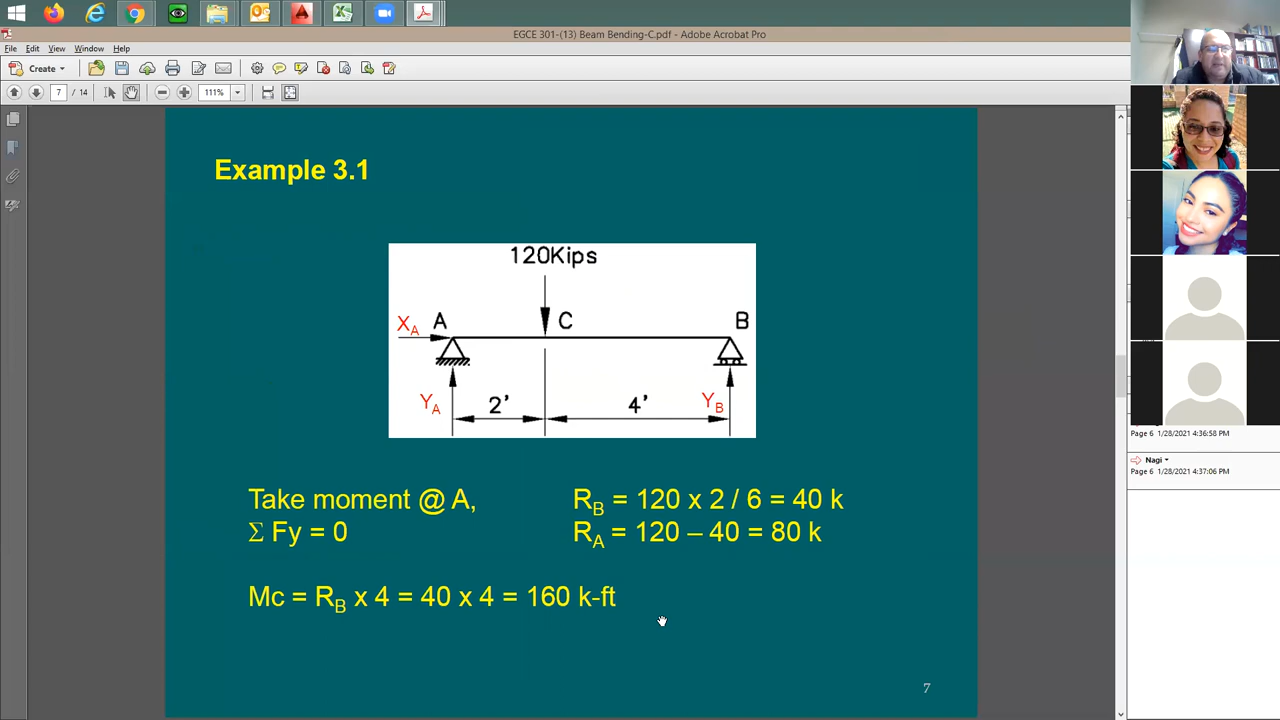 EGCE 301-(13) Beam Bending-C.pdf - Adobe Acrobat Pro
File Edit View Window Help
Create
7 / 14 111%
Example 3.1
120Kips
XA A C B
YA 2' 4' YB
Take moment @ A, RB = 120 x 2 / 6 = 40 k
Σ Fy = 0 RA = 120 – 40 = 80 k
Mc = RB x 4 = 40 x 4 = 160 k-ft
7
Page 6 1/28/2021 4:36:58 PM
Nagi
Page 6 1/28/2021 4:37:06 PM